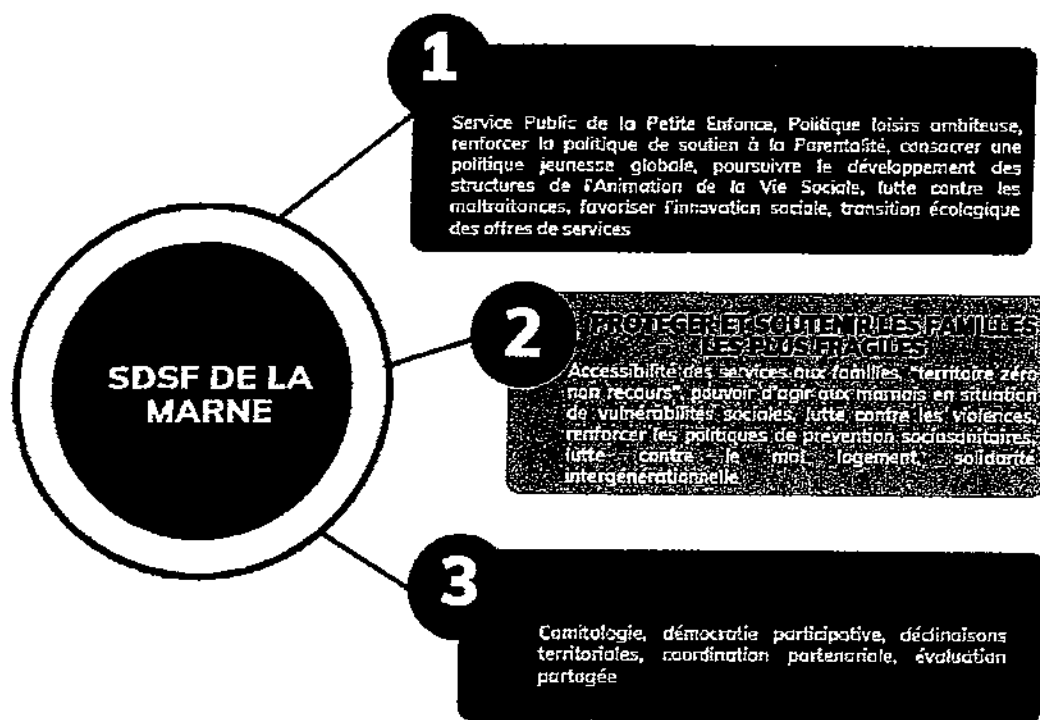 1
Service Public de la Petite Enfance, Politique loisirs ambiteuse,
renforcer la politique de soutien à la Parentalité, consacrer une
politique jeunesse globale, poursuivre le développement des
structures de l'Animation de la Vie Sociale, lutte contre les
maltraitances, favoriser l'innovation sociale, transition écologique
des offres de services
SDSF DE LA
MARNE
2
PROTEGER ET SOUTENIR LES FAMILLES
LES PLUS FRAGILES
Accessibilité des services aux familles, "territoire zéro
non recours", pouvoir d'agir aux marnais en situation
de vulnérabilités sociales, lutte contre les violences,
renforcer les politiques de prévention sociosanitaires,
lutte contre le mal logement, solidarité
intergénérationnelle
3
Comitologie, démocratie participative, déclinaisons
territoriales, coordination partenariale, évaluation
partagée